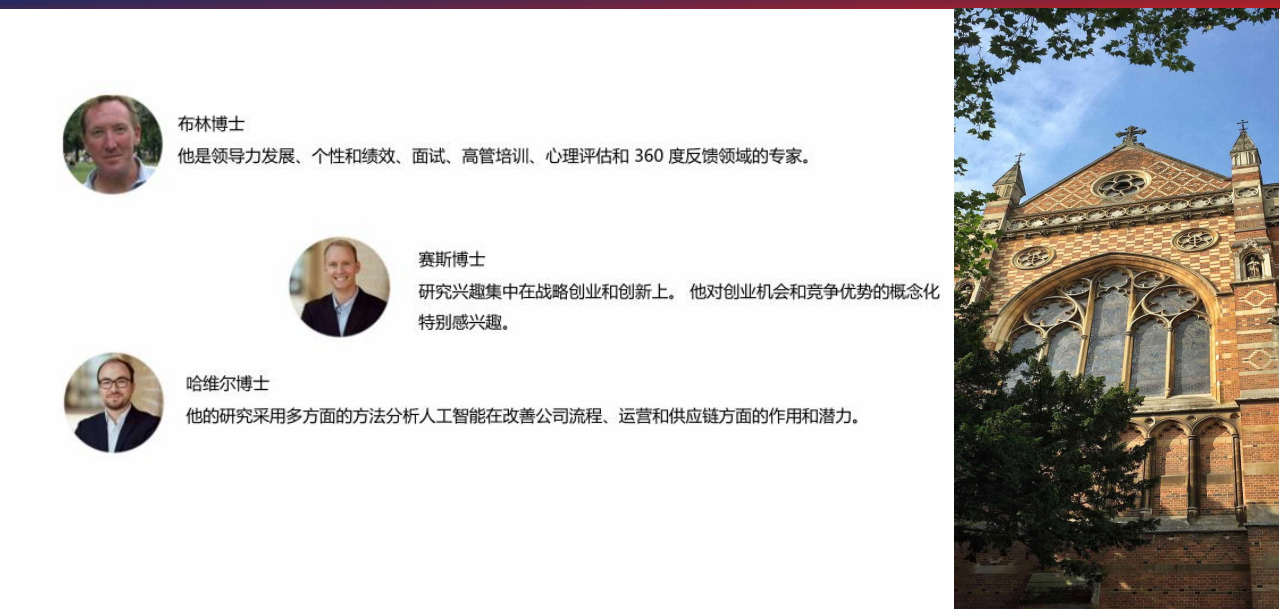 布林博士
他是领导力发展、个性和绩效、面试、高管培训、心理评估和 360 度反馈领域的专家。
赛斯博士
研究兴趣集中在战略创业和创新上。 他对创业机会和竞争优势的概念化
特别感兴趣。
哈维尔博士
他的研究采用多方面的方法分析人工智能在改善公司流程、运营和供应链方面的作用和潜力。